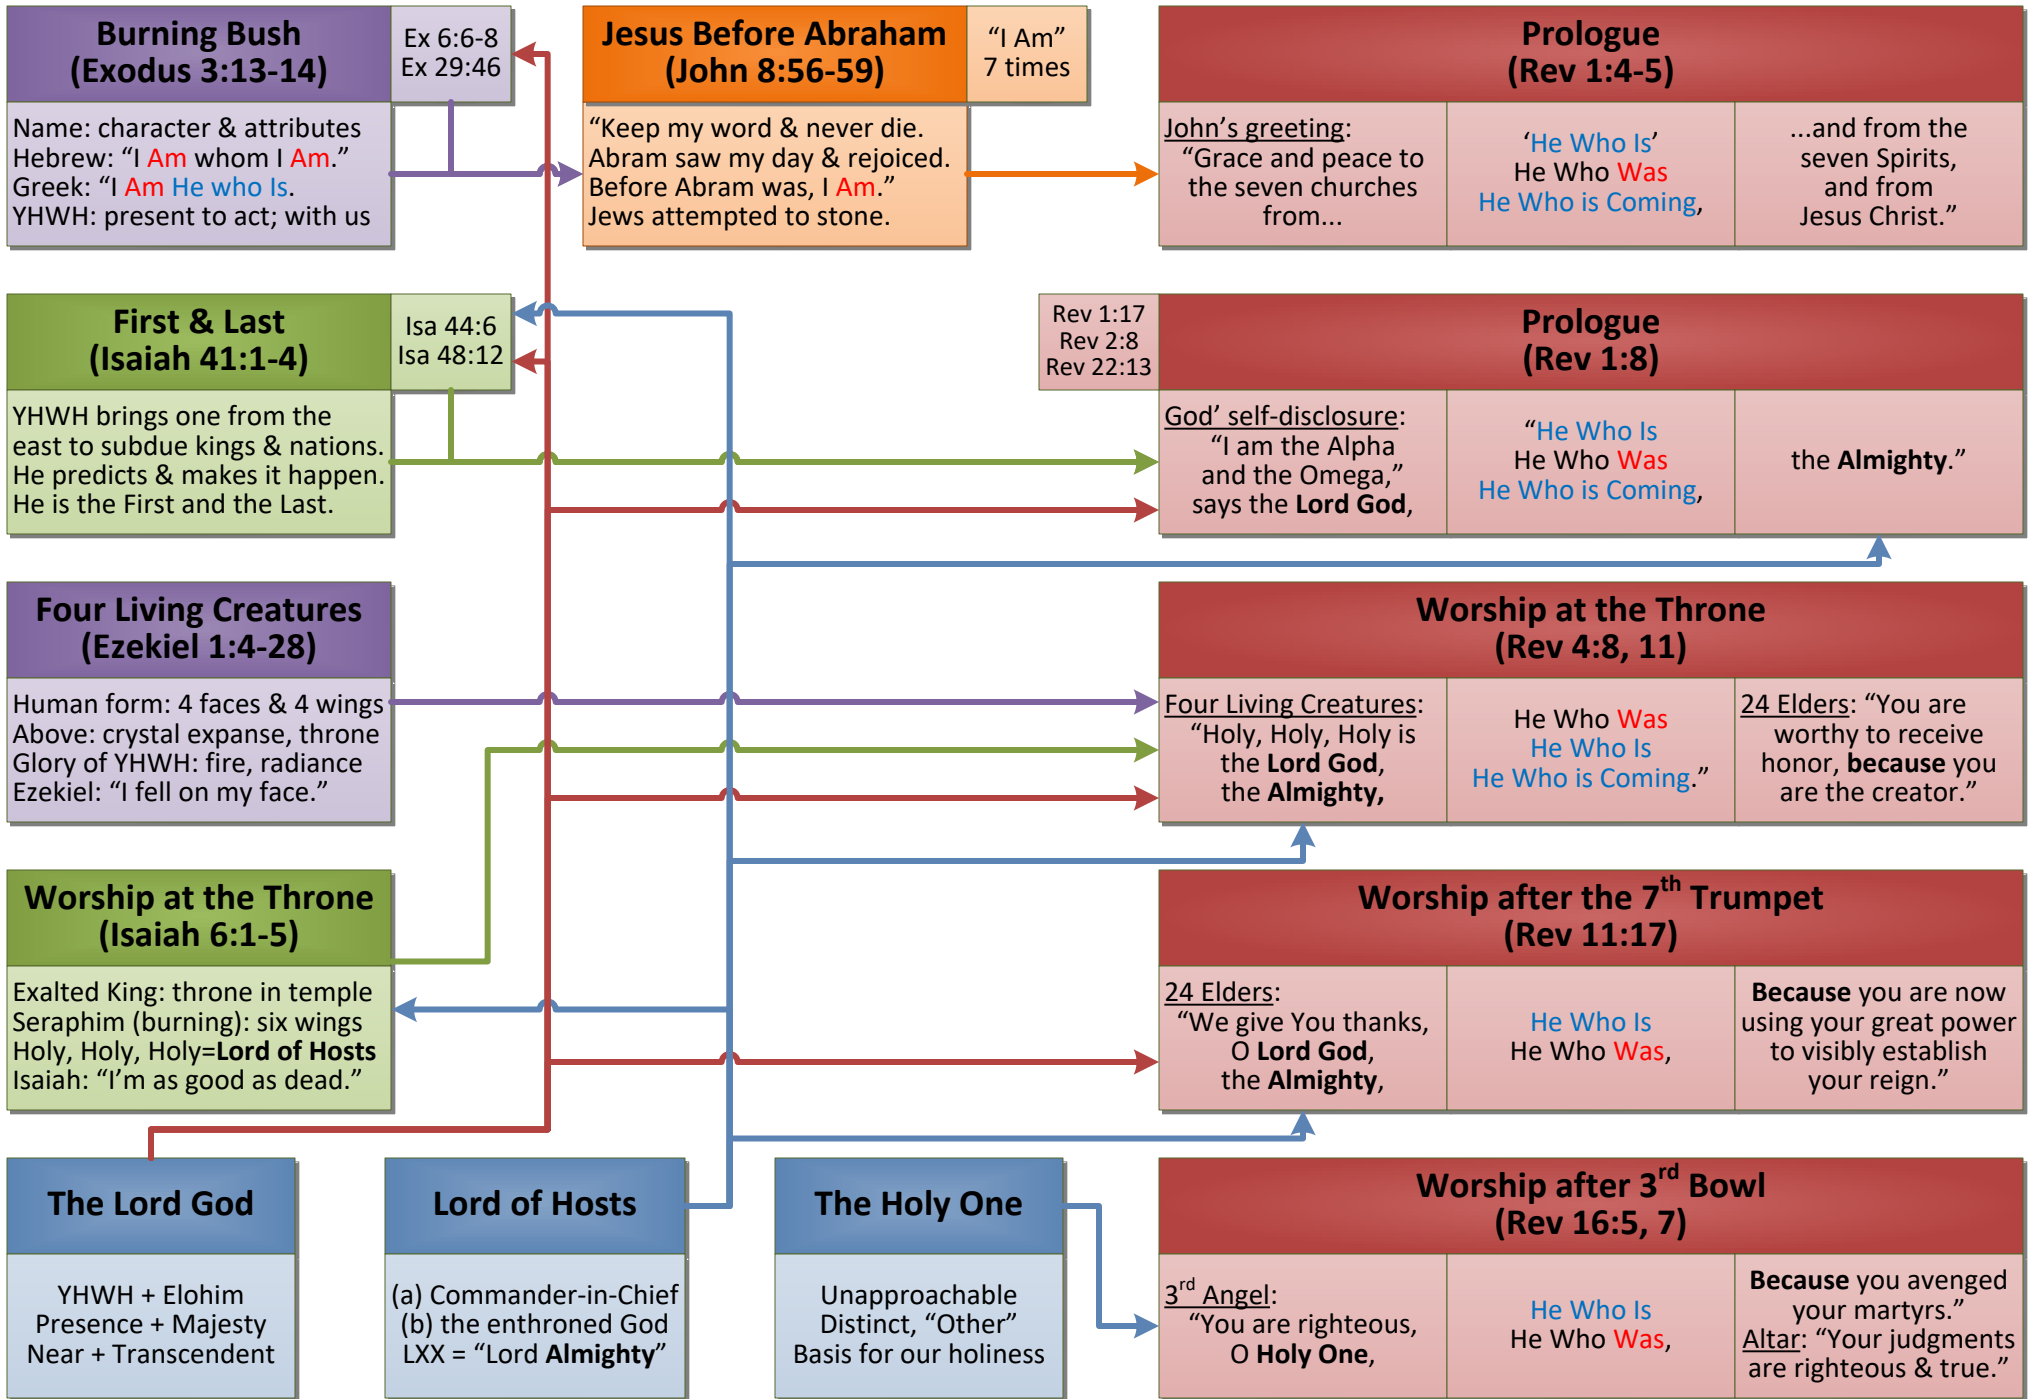 Burning Bush
(Exodus 3:13-14)
Ex 6:6-8
Ex 29:46
Name: character & attributes
Hebrew: “I Am whom I Am.”
Greek: “I Am He who Is.
YHWH: present to act; with us
Jesus Before Abraham
(John 8:56-59)
“I Am”
7 times
“Keep my word & never die.
Abram saw my day & rejoiced.
Before Abram was, I Am.”
Jews attempted to stone.
Prologue
(Rev 1:4-5)
John’s greeting:
“Grace and peace to
the seven churches
from...
‘He Who Is’
He Who Was
He Who is Coming,
...and from the
seven Spirits,
and from
Jesus Christ.”
First & Last
(Isaiah 41:1-4)
Isa 44:6
Isa 48:12
YHWH brings one from the
east to subdue kings & nations.
He predicts & makes it happen.
He is the First and the Last.
Rev 1:17
Rev 2:8
Rev 22:13
Prologue
(Rev 1:8)
God’ self-disclosure:
“I am the Alpha
and the Omega,”
says the Lord God,
“He Who Is
He Who Was
He Who is Coming,
the Almighty.”
Four Living Creatures
(Ezekiel 1:4-28)
Human form: 4 faces & 4 wings
Above: crystal expanse, throne
Glory of YHWH: fire, radiance
Ezekiel: “I fell on my face.”
Worship at the Throne
(Rev 4:8, 11)
Four Living Creatures:
“Holy, Holy, Holy is
the Lord God,
the Almighty,
He Who Was
He Who Is
He Who is Coming.”
24 Elders: “You are
worthy to receive
honor, because you
are the creator.”
Worship at the Throne
(Isaiah 6:1-5)
Exalted King: throne in temple
Seraphim (burning): six wings
Holy, Holy, Holy=Lord of Hosts
Isaiah: “I’m as good as dead.”
Worship after the 7th Trumpet
(Rev 11:17)
24 Elders:
“We give You thanks,
O Lord God,
the Almighty,
He Who Is
He Who Was,
Because you are now
using your great power
to visibly establish
your reign.”
The Lord God
YHWH + Elohim
Presence + Majesty
Near + Transcendent
Lord of Hosts
(a) Commander-in-Chief
(b) the enthroned God
LXX = “Lord Almighty”
The Holy One
Unapproachable
Distinct, “Other”
Basis for our holiness
Worship after 3rd Bowl
(Rev 16:5, 7)
3rd Angel:
“You are righteous,
O Holy One,
He Who Is
He Who Was,
Because you avenged
your martyrs.”
Altar: “Your judgments
are righteous & true.”